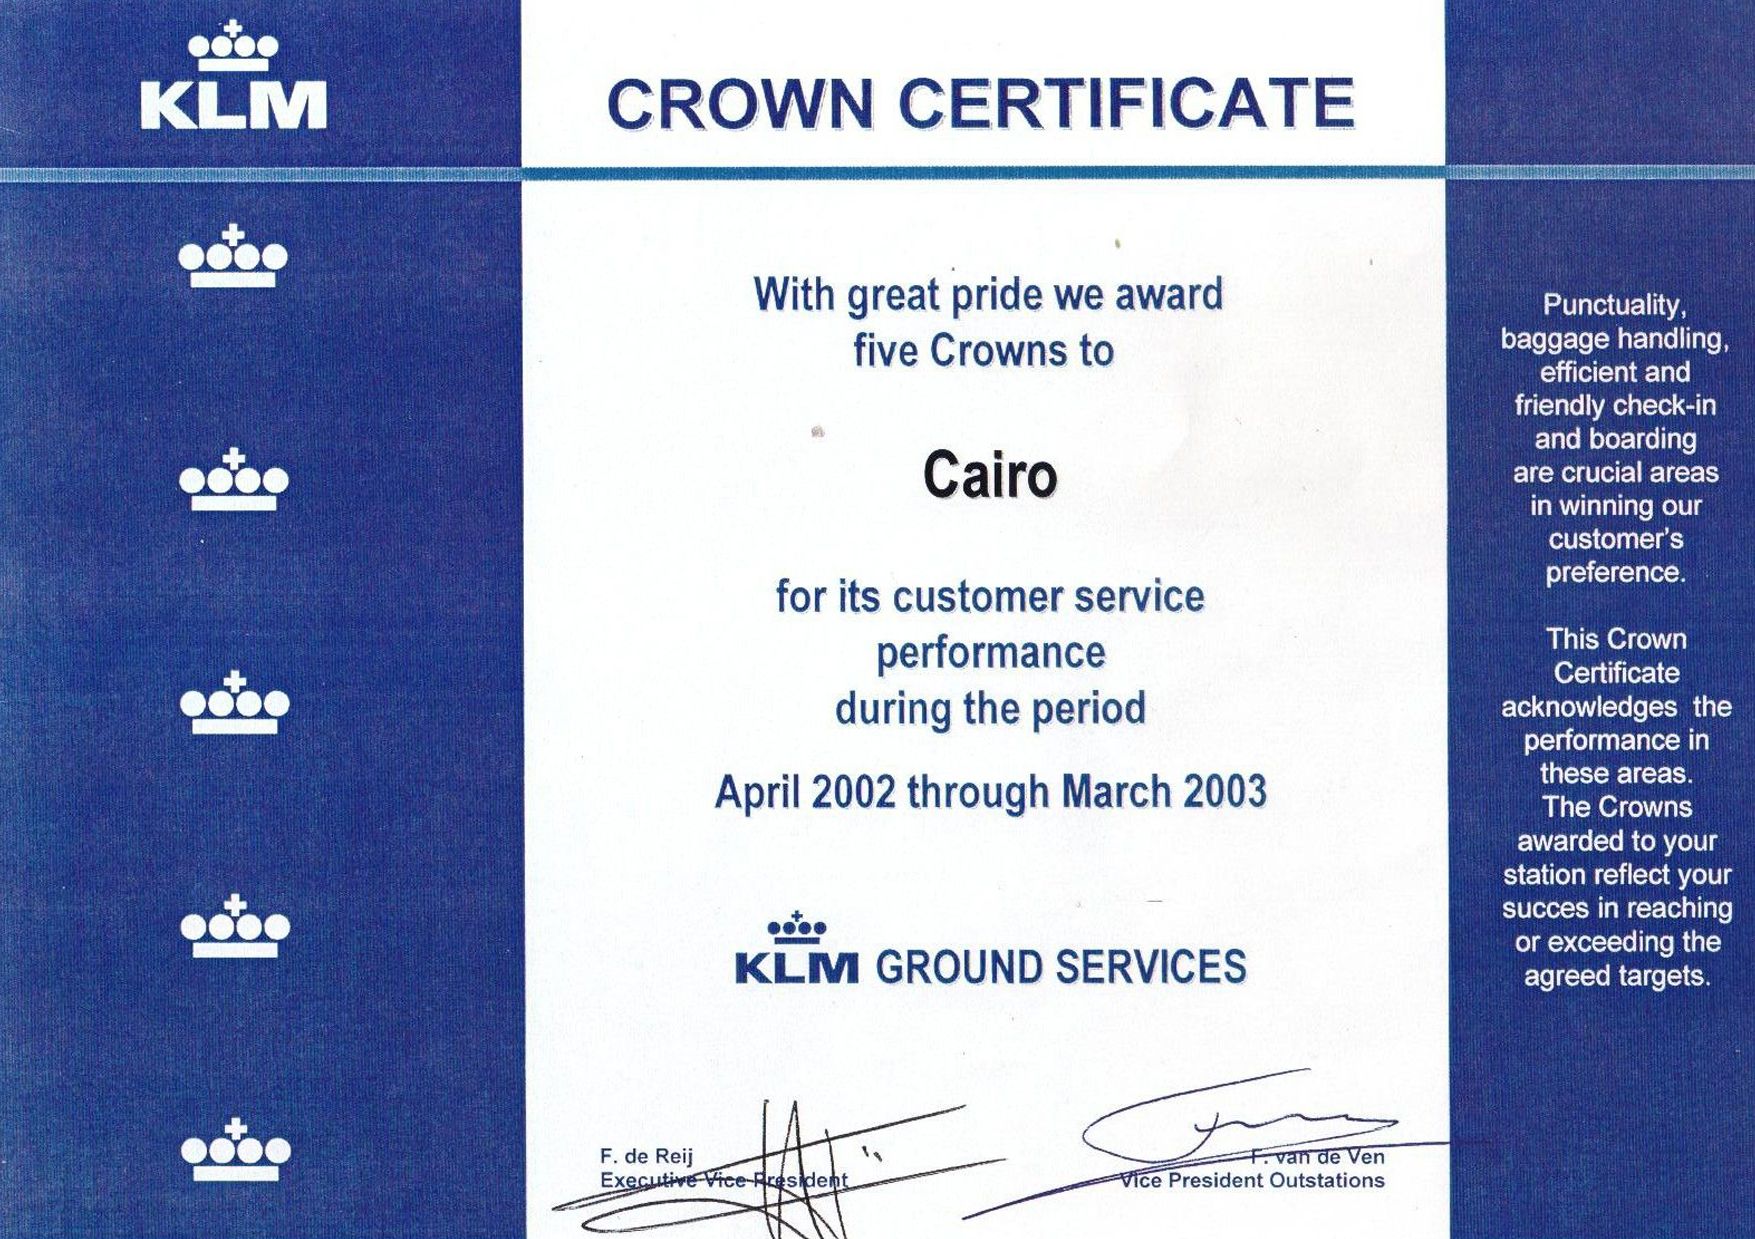 KLM
CROWN CERTIFICATE
With great pride we award
five Crowns to
Cairo
for its customer service
performance
during the period
April 2002 through March 2003
KLM GROUND SERVICES
F. de Reij
Executive Vice-President
F. van de Ven
Vice President Outstations
Punctuality,
baggage handling,
efficient and
friendly check-in
and boarding
are crucial areas
in winning our
customer's
preference.
This Crown
Certificate
acknowledges the
performance in
these areas.
The Crowns
awarded to your
station reflect your
succes in reaching
or exceeding the
agreed targets.